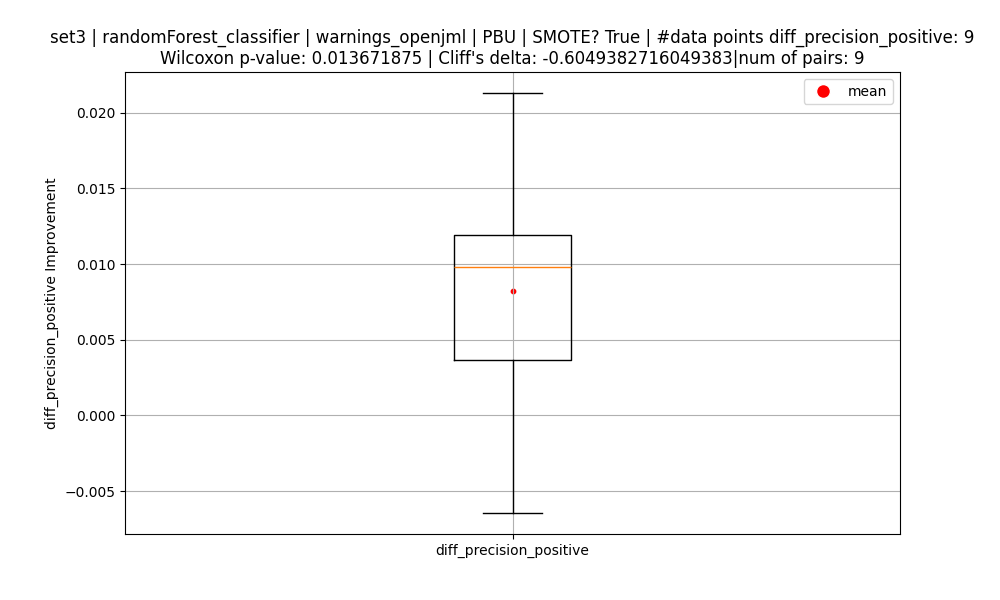 set3 | randomForest_classifier | warnings_openjml | PBU | SMOTE? True | #data points diff_precision_positive: 9
Wilcoxon p-value: 0.013671875 | Cliff's delta: -0.6049382716049383|num of pairs: 9
mean
0.020
0.015
0.010
0.005
0.000
−0.005
diff_precision_positive Improvement
diff_precision_positive